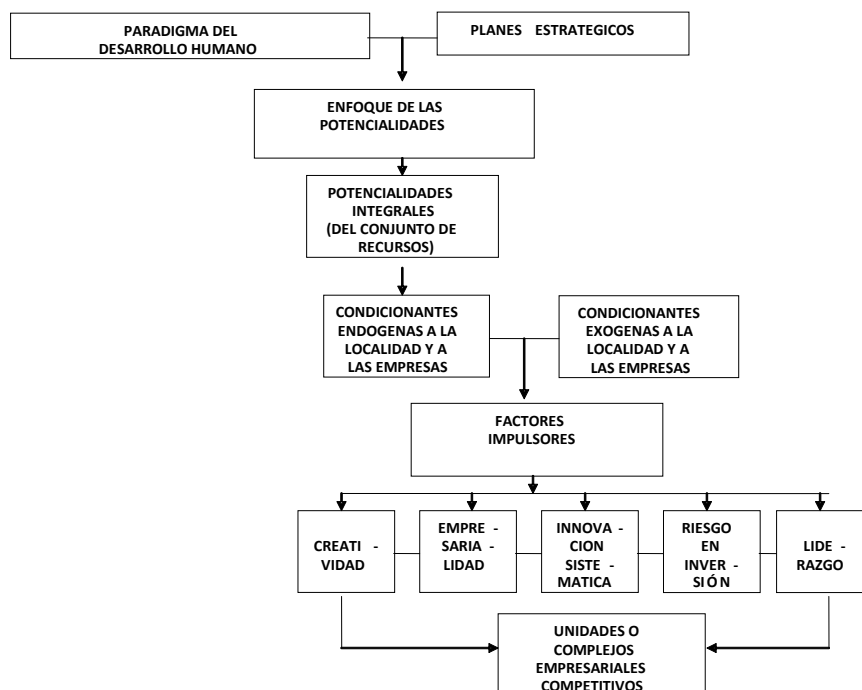 PARADIGMA DEL
DESARROLLO HUMANO
PLANES ESTRATEGICOS
ENFOQUE DE LAS
POTENCIALIDADES
POTENCIALIDADES
INTEGRALES
(DEL CONJUNTO DE
RECURSOS)
CONDICIONANTES
ENDOGENAS A LA
LOCALIDAD Y A
LAS EMPRESAS
CONDICIONANTES
EXOGENAS A LA
LOCALIDAD Y A
LAS EMPRESAS
FACTORES
IMPULSORES
CREATI -
VIDAD
EMPRE -
SARIA -
LIDAD
INNOVA -
CION
SISTE -
MATICA
RIESGO
EN
INVER -
SIÓN
LIDE -
RAZGO
UNIDADES O
COMPLEJOS
EMPRESARIALES
COMPETITIVOS